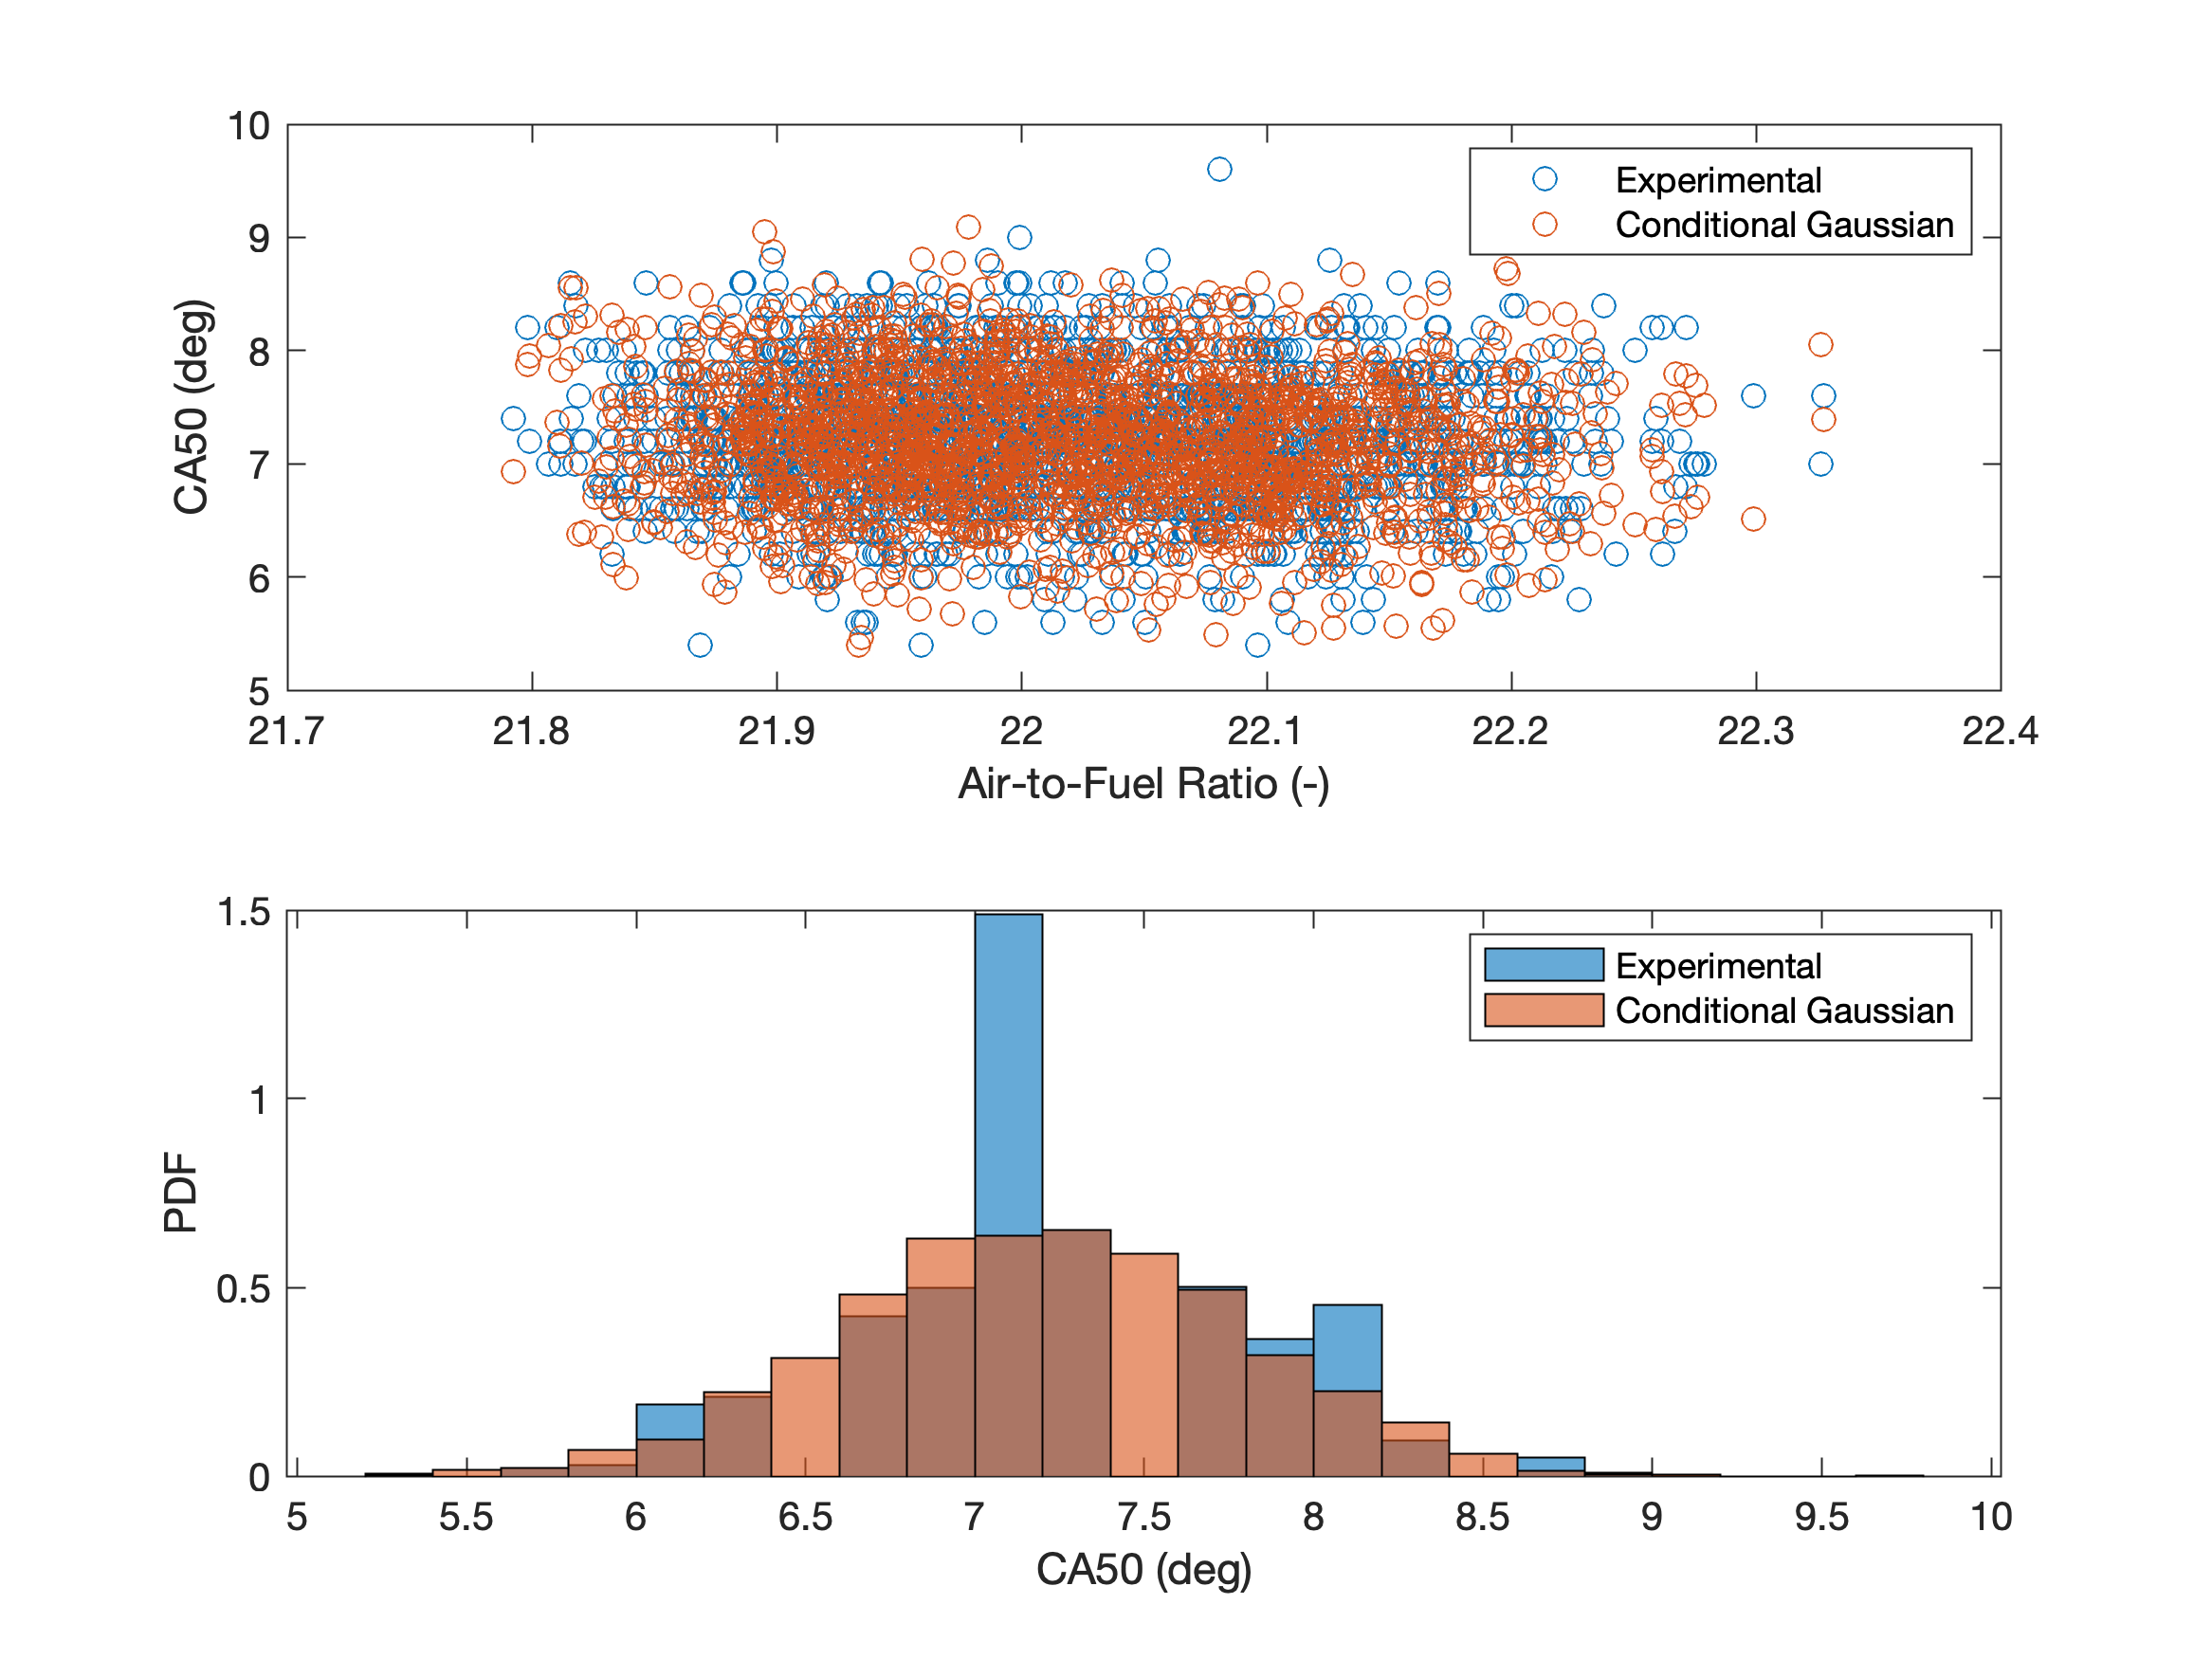 10
9
8
7
6
5
CA50 (deg)
Experimental
Conditional Gaussian
21.7 21.8 21.9 22 22.1 22.2 22.3 22.4
Air-to-Fuel Ratio (-)
1.5
1
0.5
0
PDF
Experimental
Conditional Gaussian
5 5.5 6 6.5 7 7.5 8 8.5 9 9.5 10
CA50 (deg)